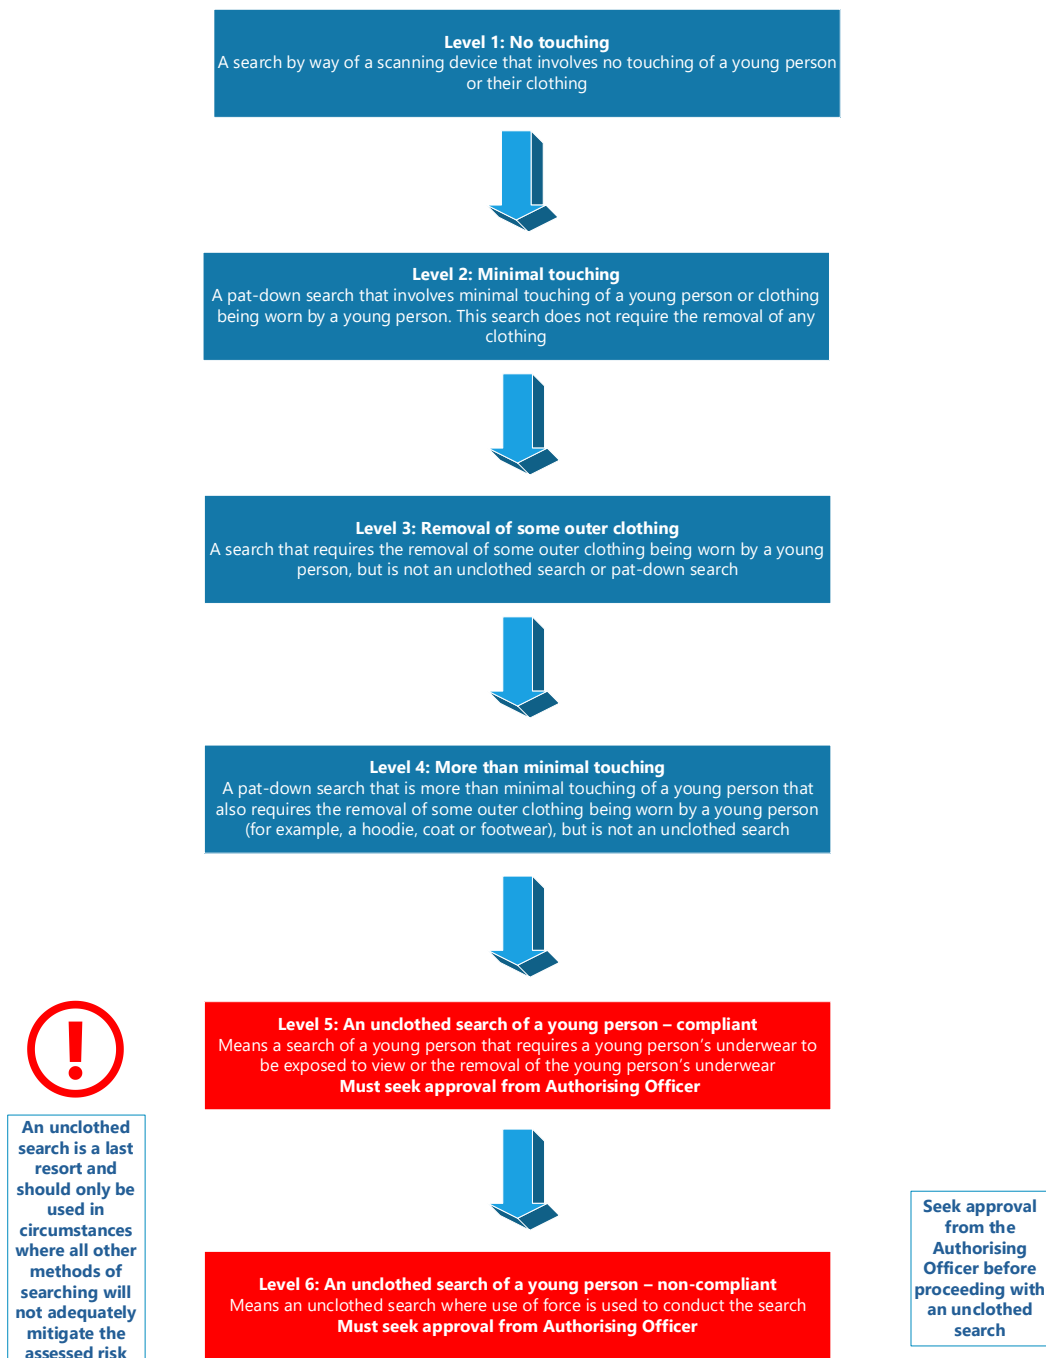 Level 1: No touching
A search by way of a scanning device that involves no touching of a young person
or their clothing
Level 2: Minimal touching
A pat-down search that involves minimal touching of a young person or clothing
being worn by a young person. This search does not require the removal of any
clothing
Level 3: Removal of some outer clothing
A search that requires the removal of some outer clothing being worn by a young
person, but is not an unclothed search or pat-down search
Level 4: More than minimal touching
A pat-down search that is more than minimal touching of a young person that
also requires the removal of some outer clothing being worn by a young person
(for example, a hoodie, coat or footwear), but is not an unclothed search
Level 5: An unclothed search of a young person – compliant
Means a search of a young person that requires a young person's underwear to
be exposed to view or the removal of the young person's underwear
Must seek approval from Authorising Officer
!
An unclothed
search is a last
resort and
should only be
used in
circumstances
where all other
methods of
searching will
not adequately
mitigate the
assessed risk
Seek approval
from the
Authorising
Officer before
proceeding with
an unclothed
search
Level 6: An unclothed search of a young person – non-compliant
Means an unclothed search where use of force is used to conduct the search
Must seek approval from Authorising Officer